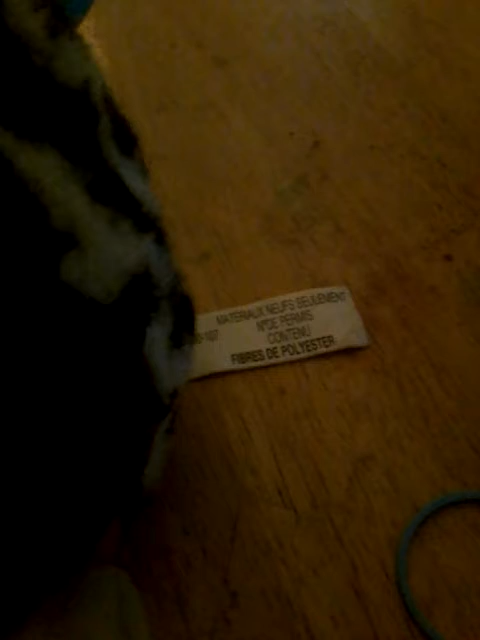 MATERIAUX NEUFS SEULEMENT
N° DE PERMIS
CONTENU
FIBRES DE POLYESTER